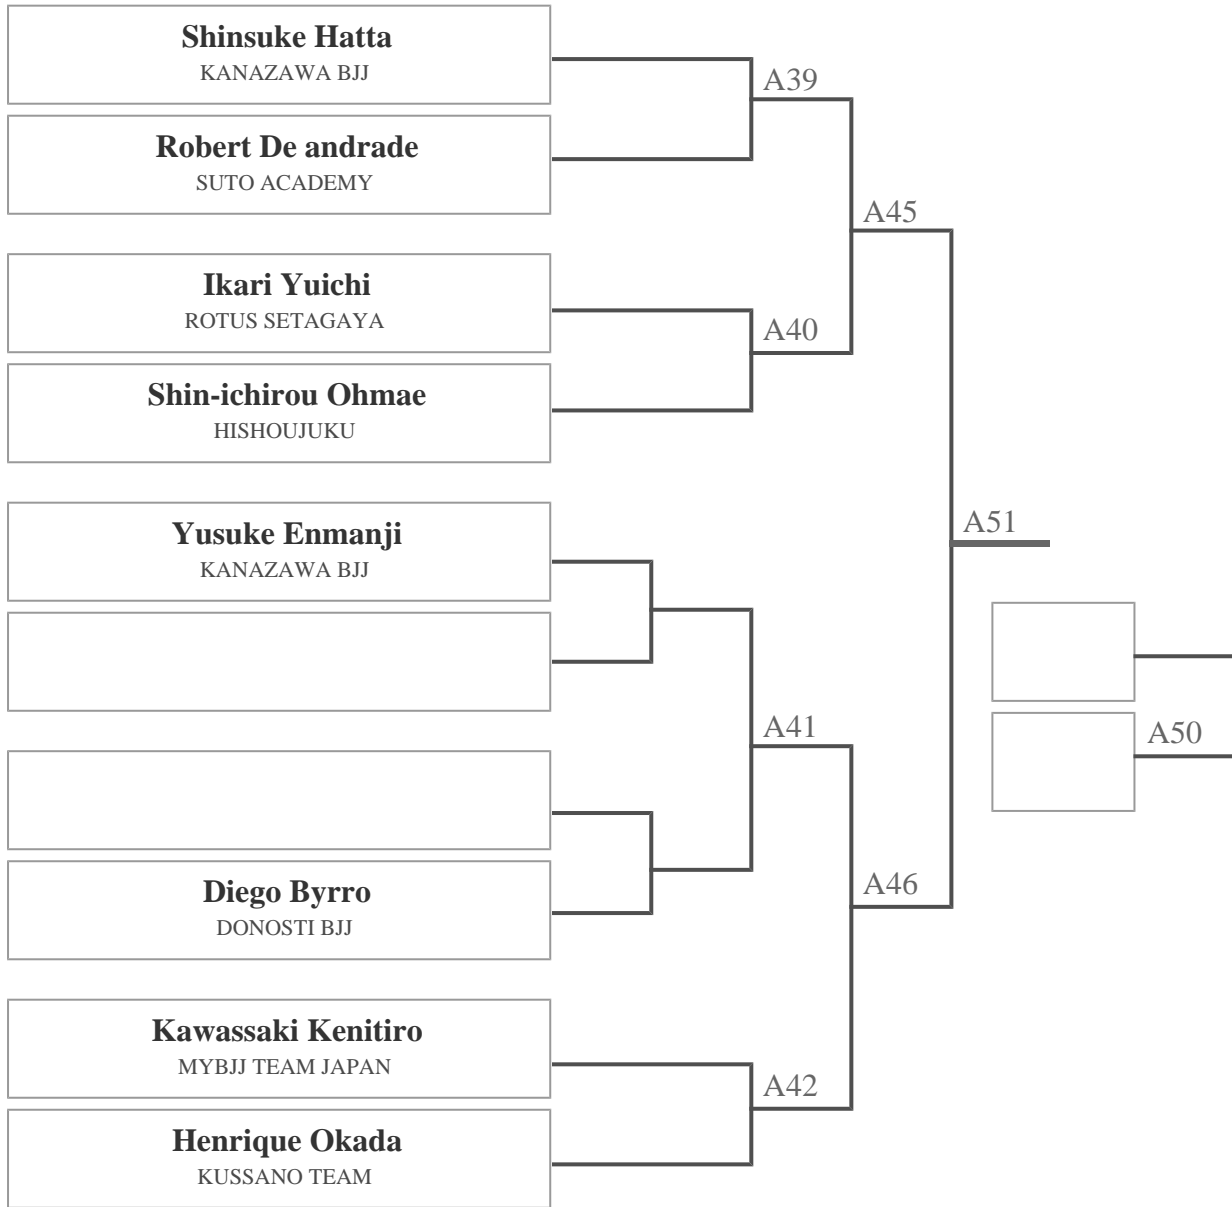 Shinsuke Hatta
KANAZAWA BJJ
A39
Robert De andrade
SUTO ACADEMY
A45
Ikari Yuichi
ROTUS SETAGAYA
A40
Shin-ichirou Ohmae
HISHOUJUKU
Yusuke Enmanji
KANAZAWA BJJ
A51
A41
A50
Diego Byrro
DONOSTI BJJ
A46
Kawassaki Kenitiro
MYBJJ TEAM JAPAN
A42
Henrique Okada
KUSSANO TEAM